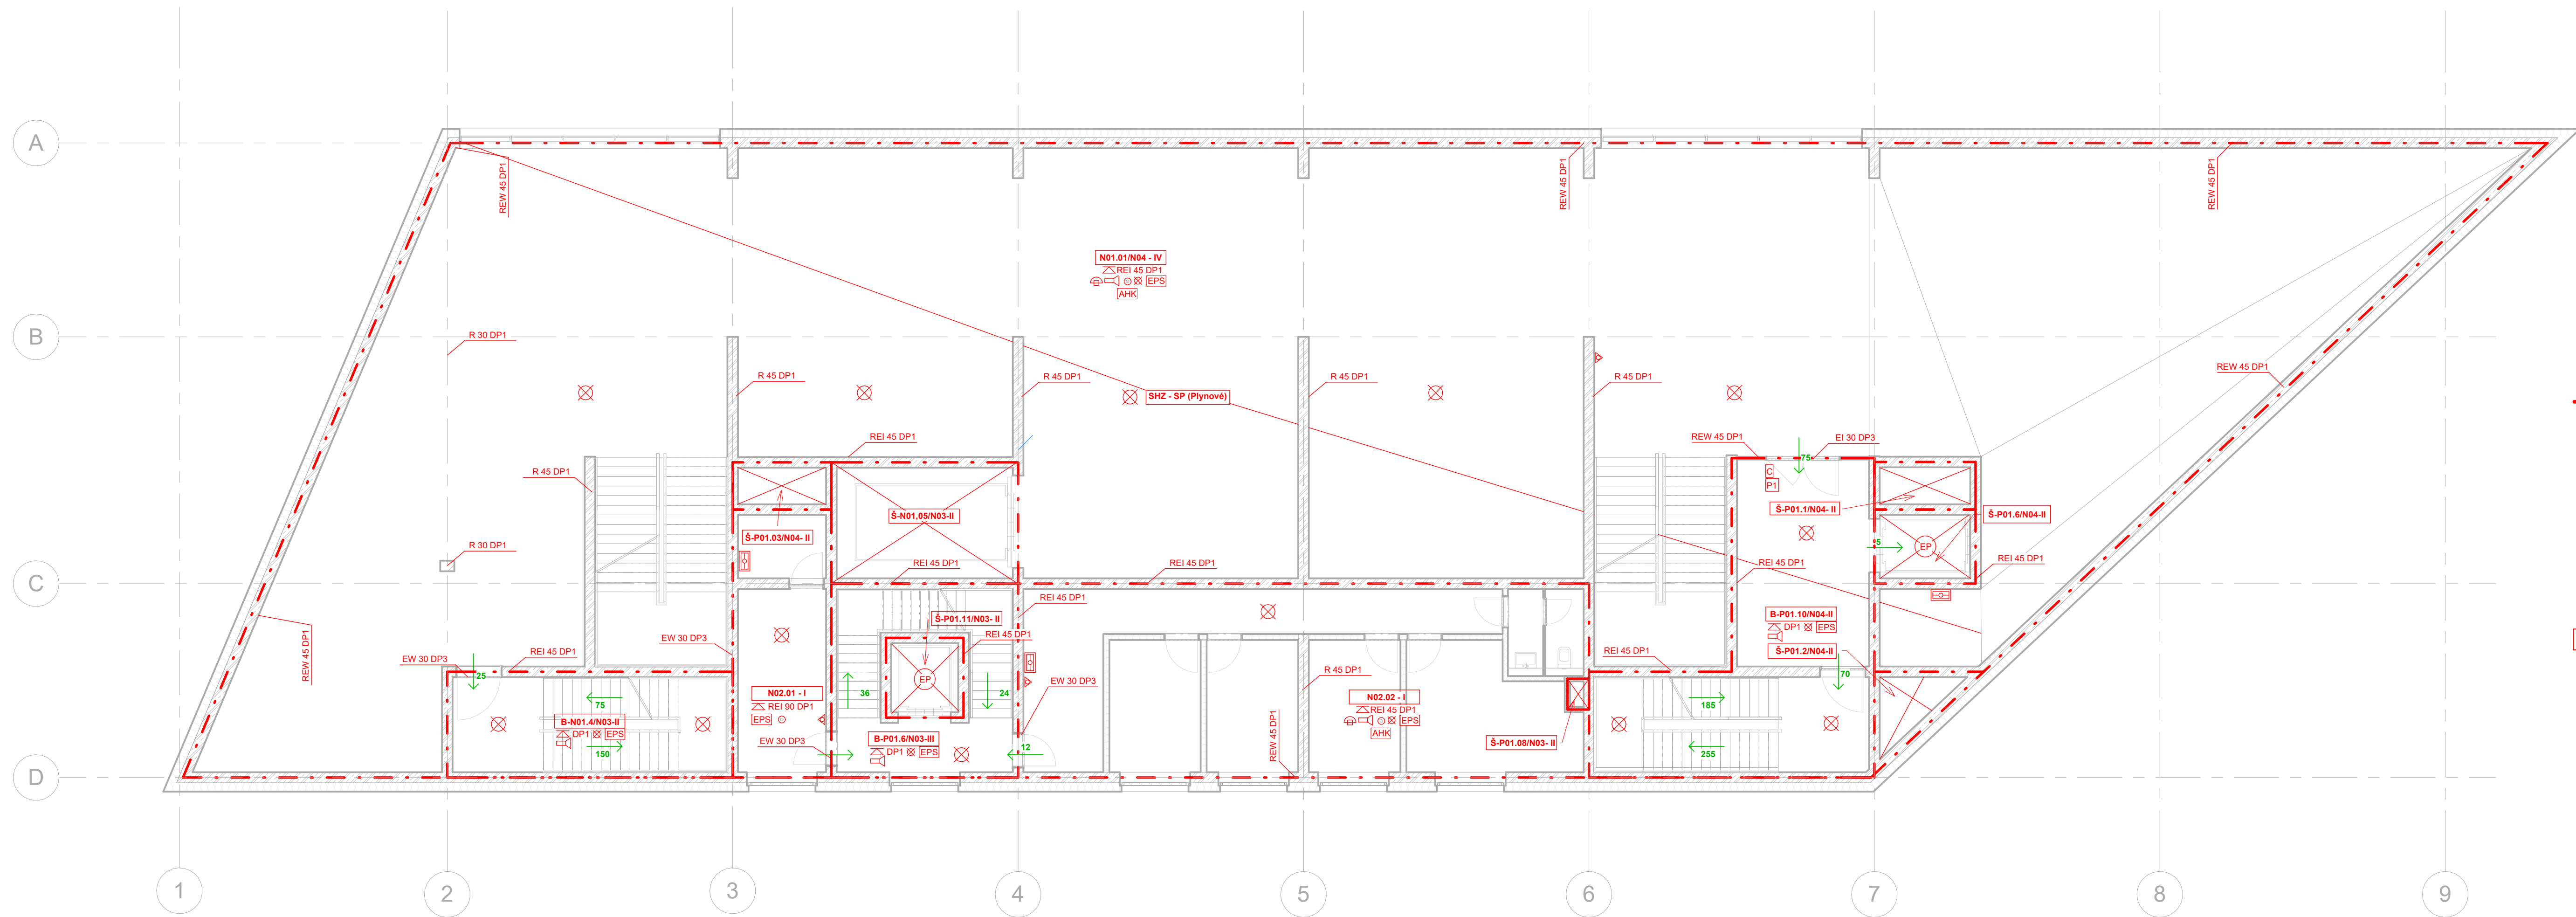 A
REW 45 DP1
REW 45 DP1
REW 45 DP1
N01.01/N04 - IV
REI 45 DP1
EPS
AHK
B
R 30 DP1
REW 45 DP1
R 45 DP1
R 45 DP1
R 45 DP1
R 45 DP1
SHZ - SP (Plynové)
REI 45 DP1
REW 45 DP1
EI 30 DP3
75
R 45 DP1
C
P1
Š-P01.1/N04- II
Š-P01.6/N04-II
Š-N01,05/N03-II
Š-P01.03/N04- II
R 30 DP1
5
EP
REI 45 DP1
REI 45 DP1
REI 45 DP1
REI 45 DP1
C
REI 45 DP1
Š-P01.11/N03- II
B-P01.10/N04-II
DP1 EPS
REW 45 DP1
EW 30 DP3
REI 45 DP1
REI 45 DP1
REI 45 DP1
Š-P01.2/N04-II
EW 30 DP3
25
R 45 DP1
70
EP
EW 30 DP3
N02.01 - I
REI 90 DP1
EPS
36
24
N02.02 - I
REI 45 DP1
EPS
AHK
75
185
B-N01.4/N03-II
DP1 EPS
150
EW 30 DP3
B-P01.6/N03-III
DP1 EPS
12
REW 45 DP1
Š-P01.08/N03- II
255
D
1
2
3
4
5
6
7
8
9